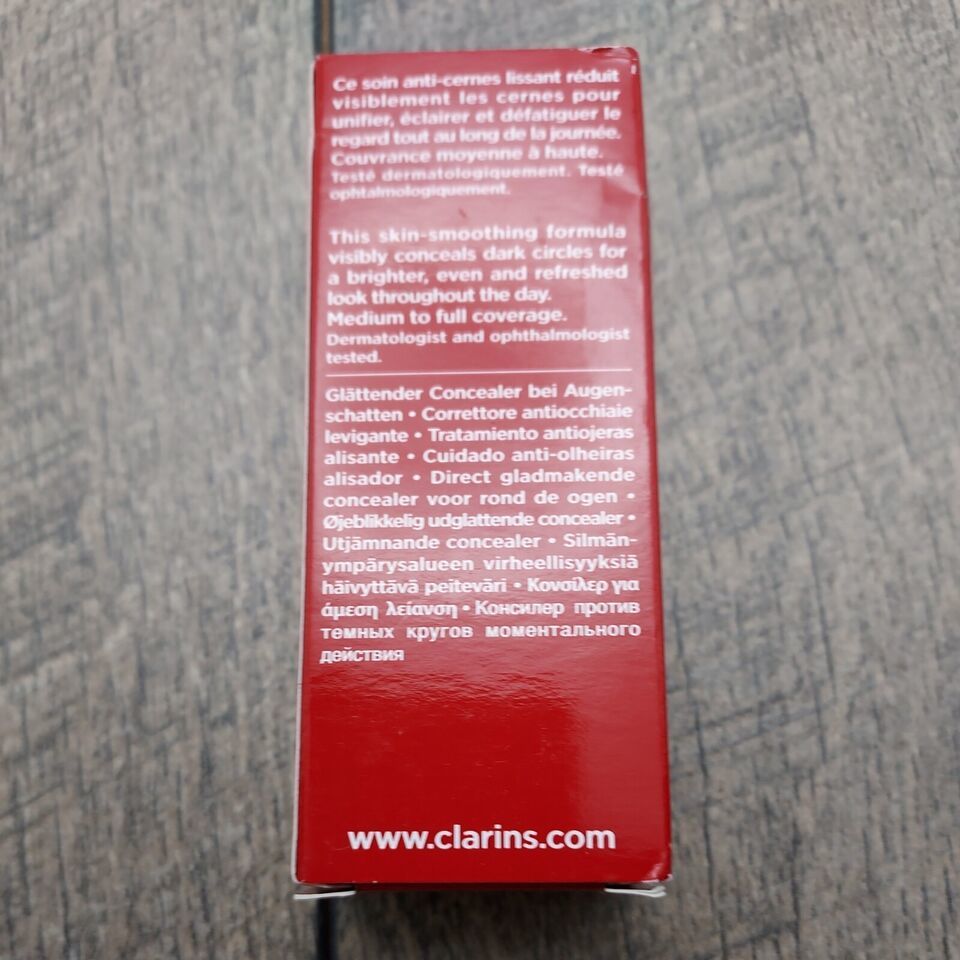 Ce soin anti-cernes lissant réduit
visiblement les cernes pour
unifier, éclairer et défatiguer le
regard tout au long de la journée.
Couvrance moyenne à haute.
Testé dermatologiquement. Testé
ophtalmologiquement.
This skin-smoothing formula
visibly conceals dark circles for
a brighter, even and refreshed
look throughout the day.
Medium to full coverage.
Dermatologist and ophthalmologist
tested.
Glättender Concealer bei Augen-
schatten • Correttore antiocchiaie
levigante • Tratamiento antiojeras
alisante • Cuidado anti-olheiras
alisador • Direct gladmakende
concealer voor rond de ogen •
Øjeblikkelig udglattende concealer •
Utjämnande concealer • Silmän-
ympärysalueen virheellisyyksiä
häivyttävä peiteväri • Κονσίλερ για
άμεση λείανση • Консилер против
темных кругов моментального
действия
www.clarins.com